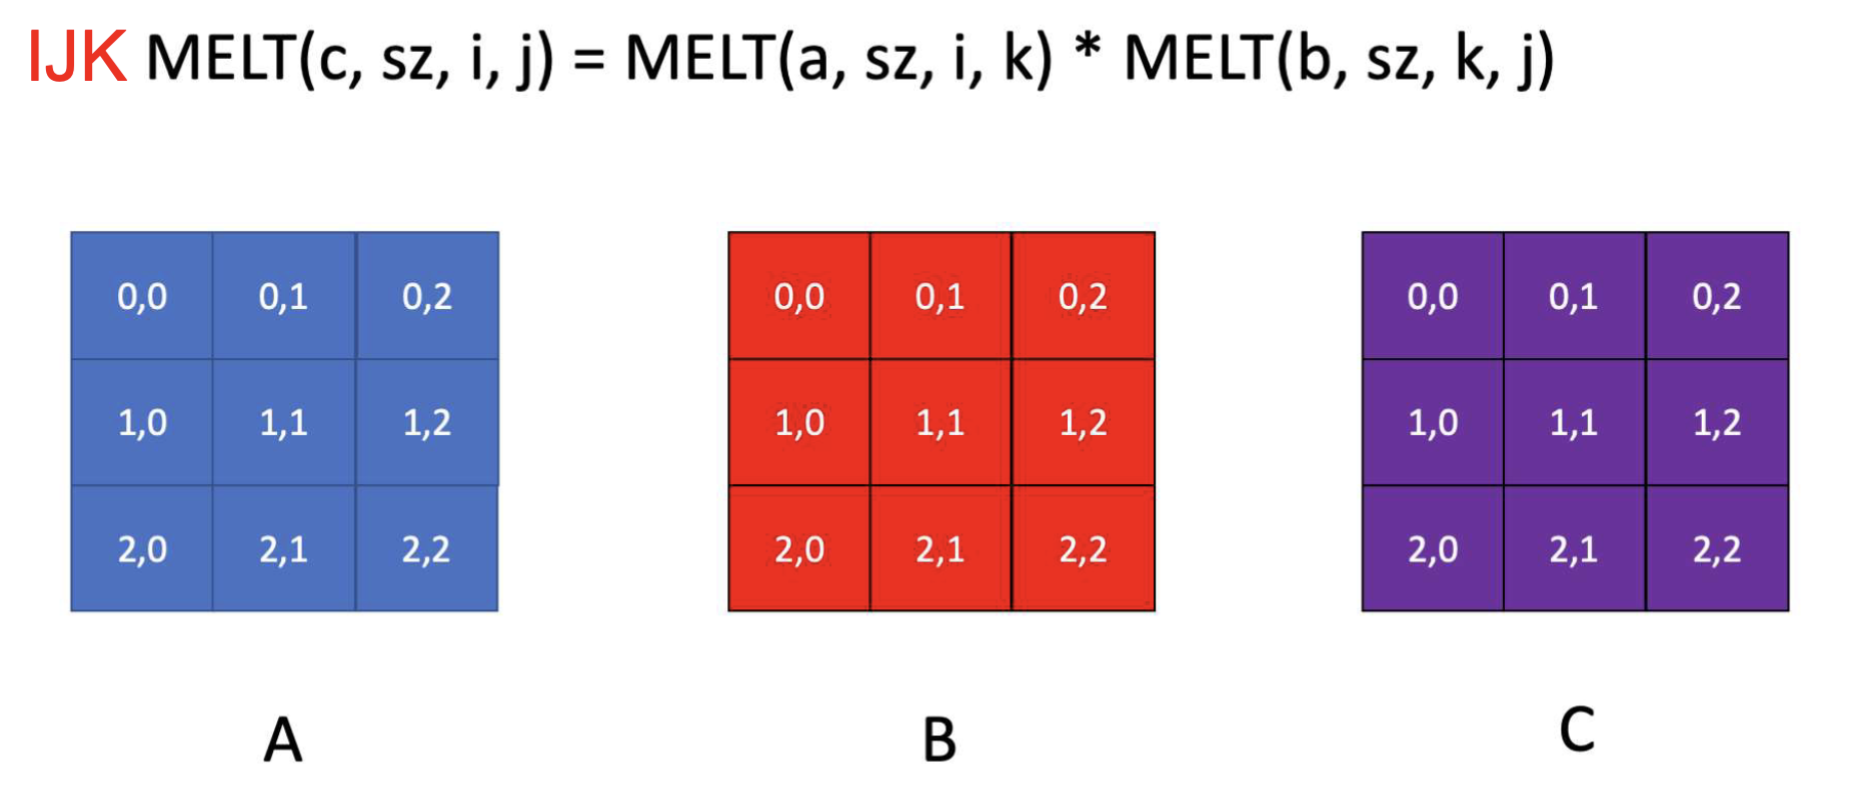 IJK MELT(c, sz, i, j) = MELT(a, sz, i, k) * MELT(b, sz, k, j)
0,0 0,1 0,2 0,0 0,1 0,2 0,0 0,1 0,2
1,0 1,1 1,2 1,0 1,1 1,2 1,0 1,1 1,2
2,0 2,1 2,2 2,0 2,1 2,2 2,0 2,1 2,2
A B C